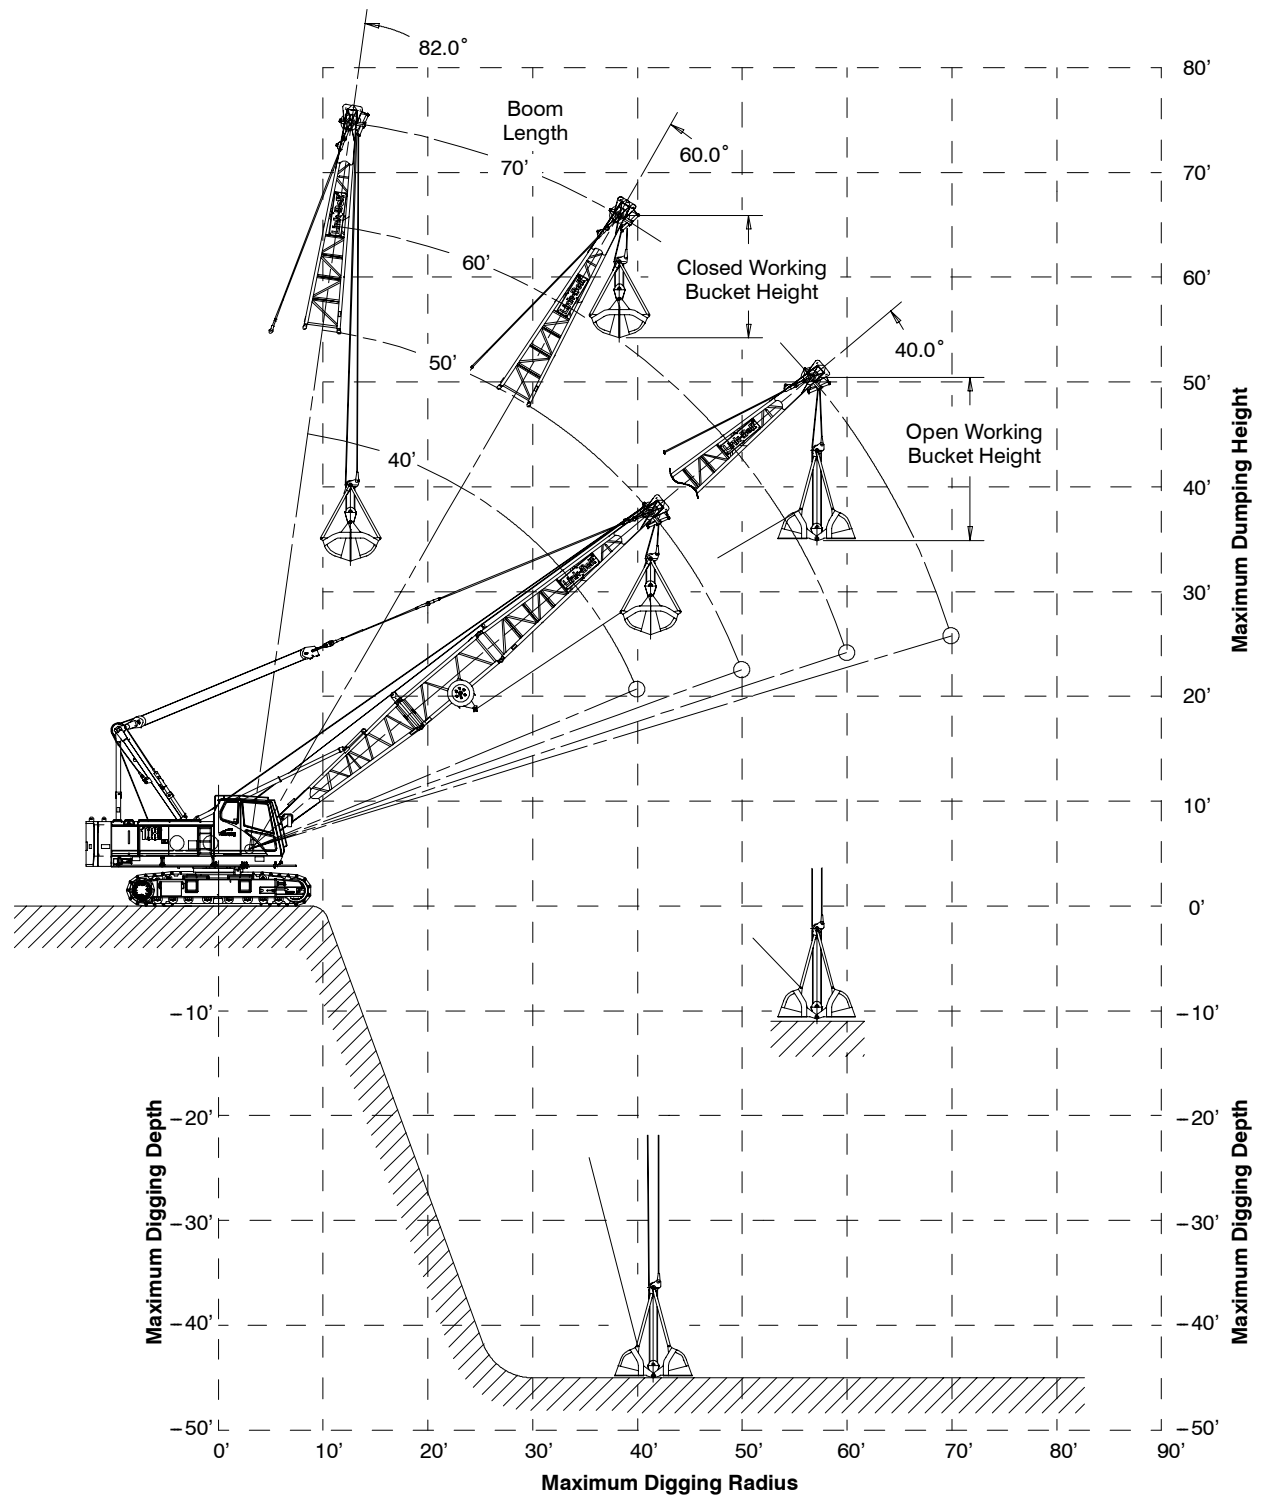 82.0°
80’
Boom
Length
60.0°
70’
70’
60’
Closed Working
Bucket Height
60’
40.0°
50’
50’
Open Working
Bucket Height
40’
40’
Maximum Dumping Height
30’
20’
10’
0’
−10’
−10’
−20’
−20’
Maximum Digging Depth
Maximum Digging Depth
−30’
−30’
−40’
−40’
−50’
−50’
0’ 10’ 20’ 30’ 40’ 50’ 60’ 70’ 80’ 90’
Maximum Digging Radius